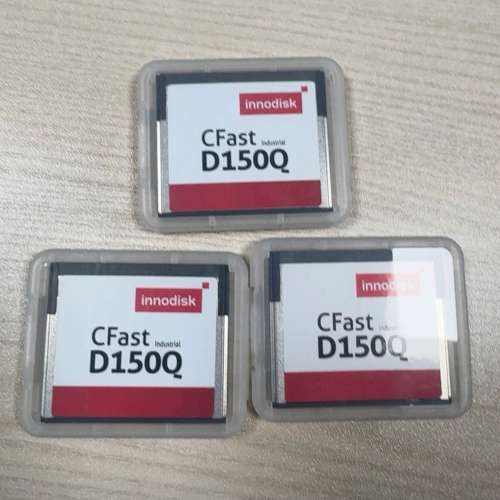 innodisk
CFast Industrial
D150Q
innodisk
CFast Industrial
D150Q
innodisk
CFast Industrial
D150Q